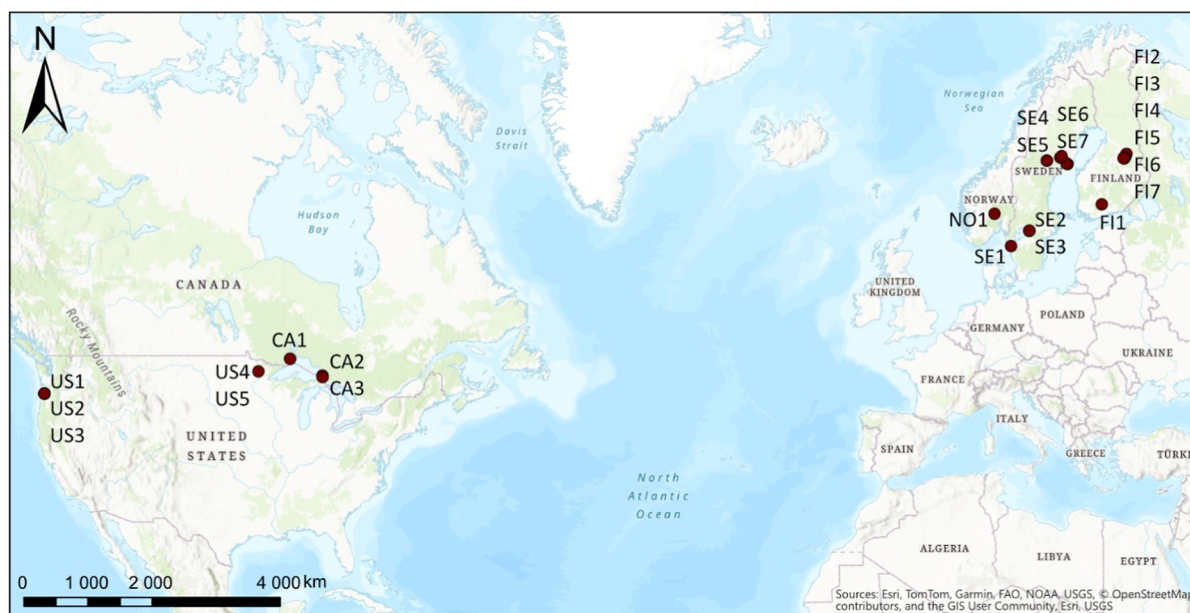 N
Norwegian
Sea
Davis
Strait
FI2
FI3
FI4
FI5
FI6
FI7
SE4
SE6
SE5
SE7
SWEDEN
FINLAND
NORWAY
NO1
SE2
FI1
SE1
SE3
Hudson
Bay
CANADA
Rocky Mountains
UNITED
KINGDOM
POLAND
GERMANY
UKRAINE
FRANCE
CA1
CA2
CA3
US4
US5
US1
US2
US3
UNITED
STATES
ITALY
SPAIN
GREECE
TÜRKİ
North
Atlantic
Ocean
ALGERIA
LIBYA
EGYPT
0 1 000 2 000 4 000 km
Sources: Esri, TomTom, Garmin, FAO, NOAA, USGS, © OpenStreetMap
contributors, and the GIS User Community, Esri, USGS